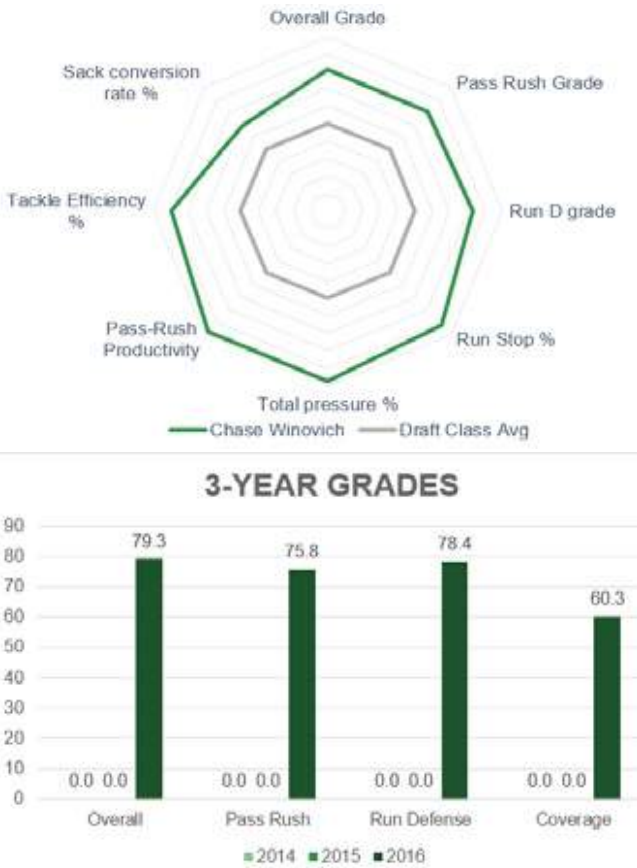 Overall Grade
Sack conversion
rate %
Pass Rush Grade
Tackle Efficiency
%
Run D grade
Pass-Rush
Productivity
Run Stop %
Total pressure %
Chase Winovich Draft Class Avg
3-YEAR GRADES
90
80
70
60
50
40
30
20
10
0
79.3
75.8
78.4
60.3
0.0 0.0
0.0 0.0
0.0 0.0
0.0 0.0
Overall Pass Rush Run Defense Coverage
2014 2015 2016